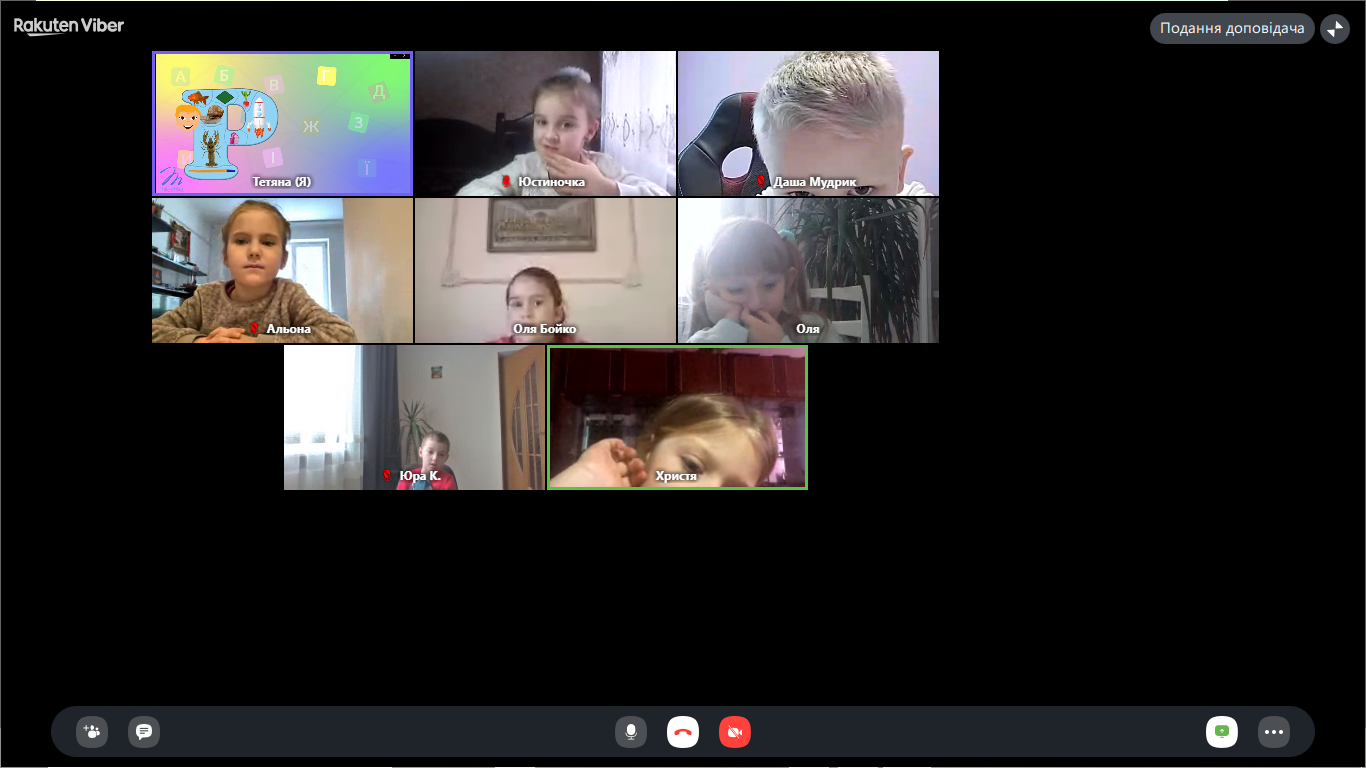 Rakuten Viber
Подання доповідача
А Б В Г Д
Р
Ж З
І Ї
Тетяна (Я)
Юстиночка
Даша Мудрик
Альона
Оля Бойко
Оля
Юра К.
Христя